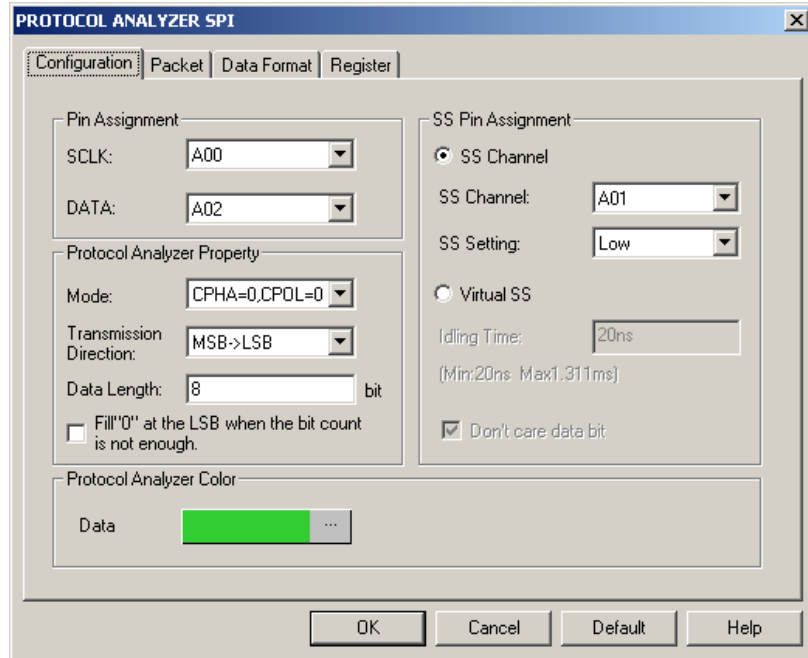 PROTOCOL ANALYZER SPI
Configuration
Packet
Data Format
Register
Pin Assignment
SCLK:
A00
DATA:
A02
Protocol Analyzer Property
Mode:
CPHA=0,CPOL=0
Transmission
Direction:
MSB->LSB
Data Length:
8
bit
Fill"0" at the LSB when the bit count
is not enough.
SS Pin Assignment
SS Channel
SS Channel:
A01
SS Setting:
Low
Virtual SS
Idling Time:
20ns
(Min:20ns Max1.311ms)
Don't care data bit
Protocol Analyzer Color
Data
...
OK
Cancel
Default
Help